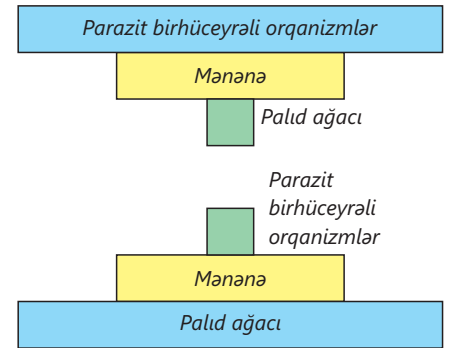 Parazit birhüceyrəli orqanizmlər
Mənənə
Palıd ağacı
Parazit
birhüceyrəli
orqanizmlər
Mənənə
Palıd ağacı